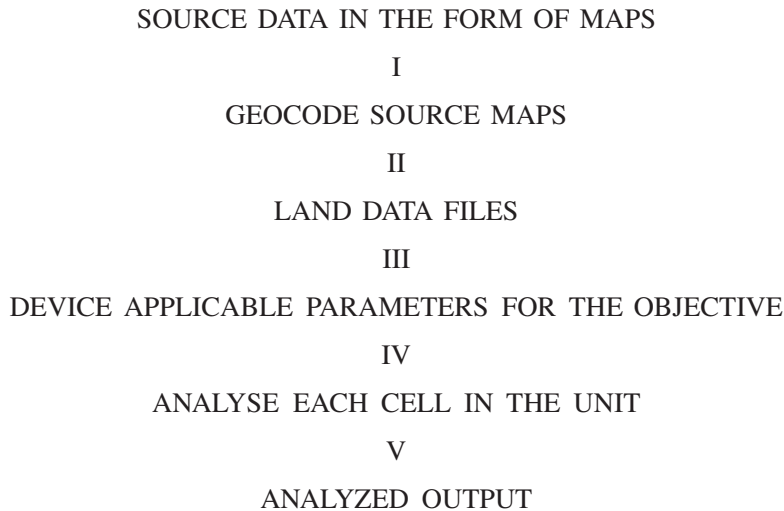 SOURCE DATA IN THE FORM OF MAPS
I
GEOCODE SOURCE MAPS
II
LAND DATA FILES
III
DEVICE APPLICABLE PARAMETERS FOR THE OBJECTIVE
IV
ANALYSE EACH CELL IN THE UNIT
V
ANALYZED OUTPUT